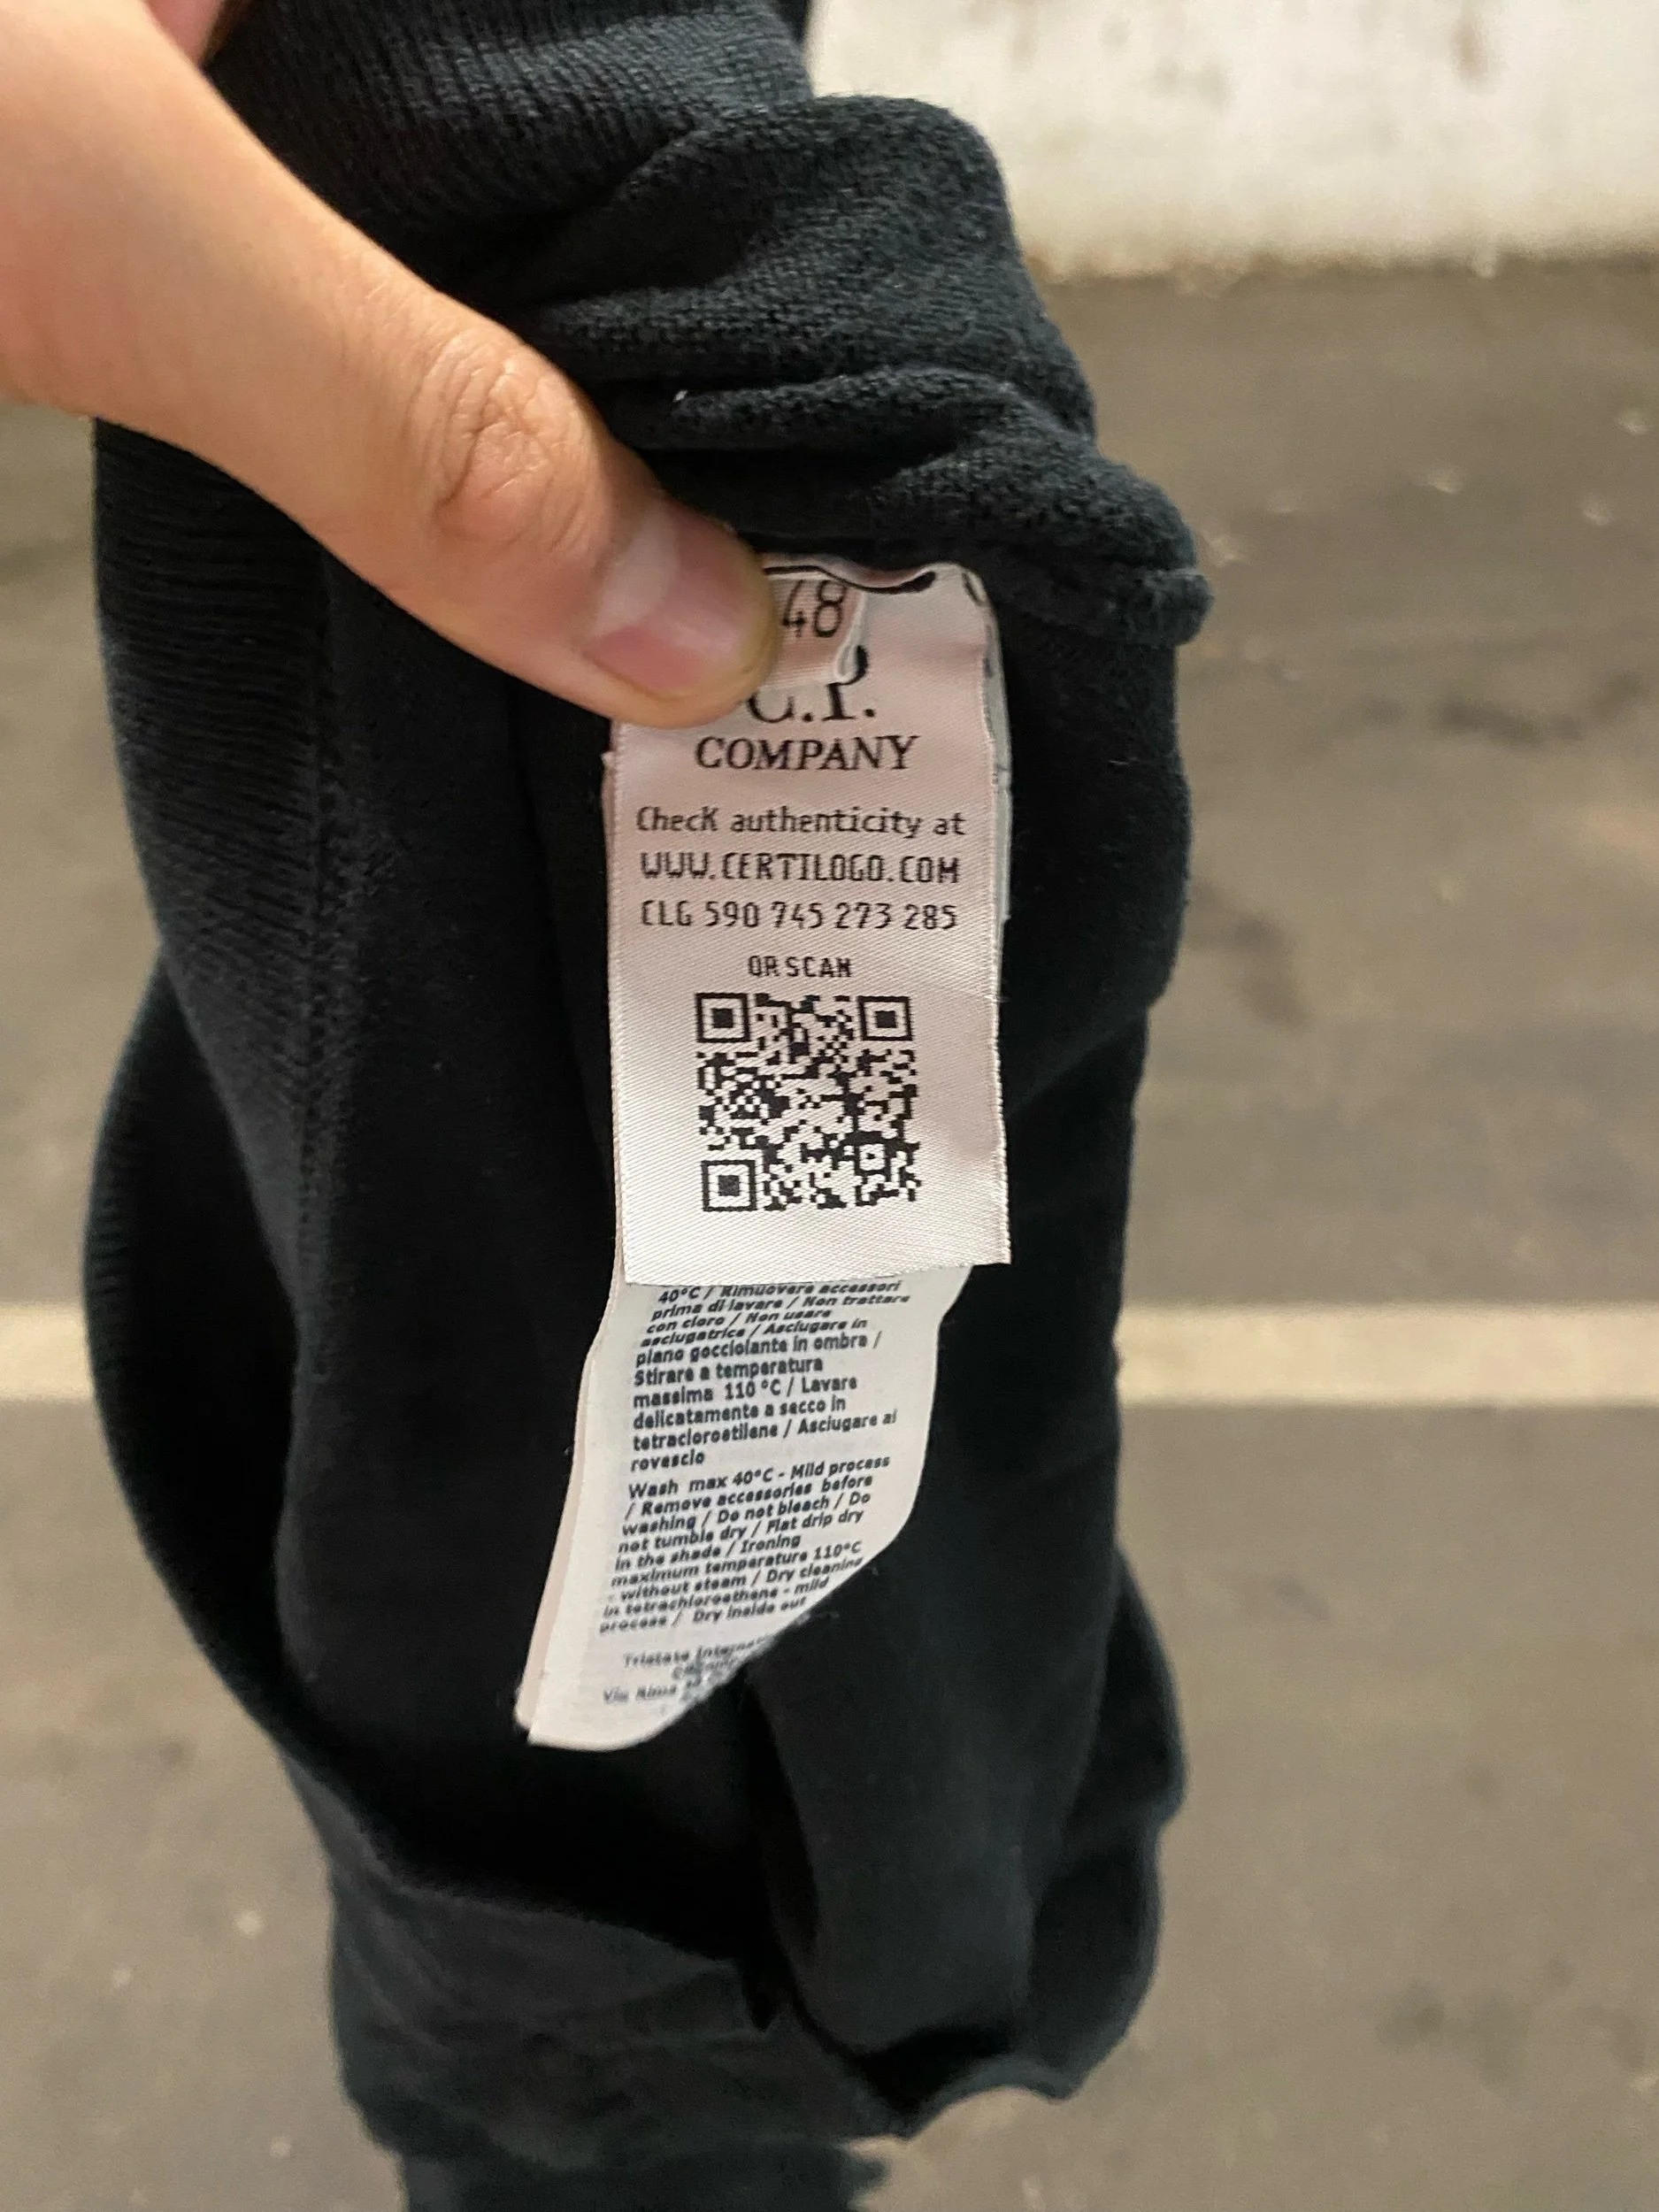 48
C.P.
COMPANY
Check authenticity at
WWW.CERTILOGO.COM
CLG 590 745 273 285
QR SCAN
40°C / Rimuovere accessori
prima di lavare / Non trattare
con cloro / Non usare
asciugatrice / Asciugare in
piano gocciolante in ombra /
Stirare a temperatura
massima 110 °C / Lavare
delicatamente a secco in
tetracloroetilene / Asciugare al
rovescio
Wash max 40°C - Mild process
/ Remove accessories before
washing / Do not bleach / Do
not tumble dry / Flat drip dry
in the shade / Ironing
maximum temperature 110°C
- without steam / Dry cleaning
in tetrachloroethene - mild
process / Dry inside out
Tristate
Via